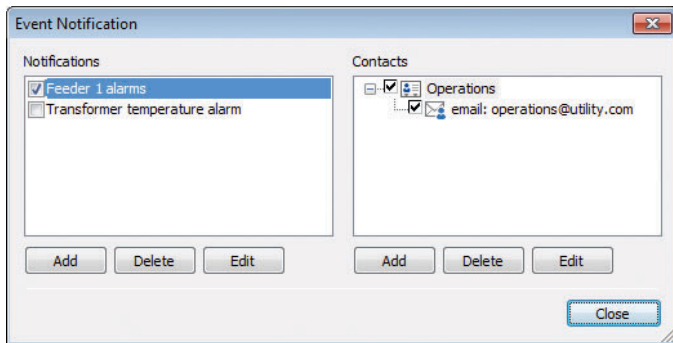 Event Notification
Notifications
Feeder 1 alarms
Transformer temperature alarm
Add Delete Edit
Contacts
Operations
email: operations@utility.com
Add Delete Edit
Close